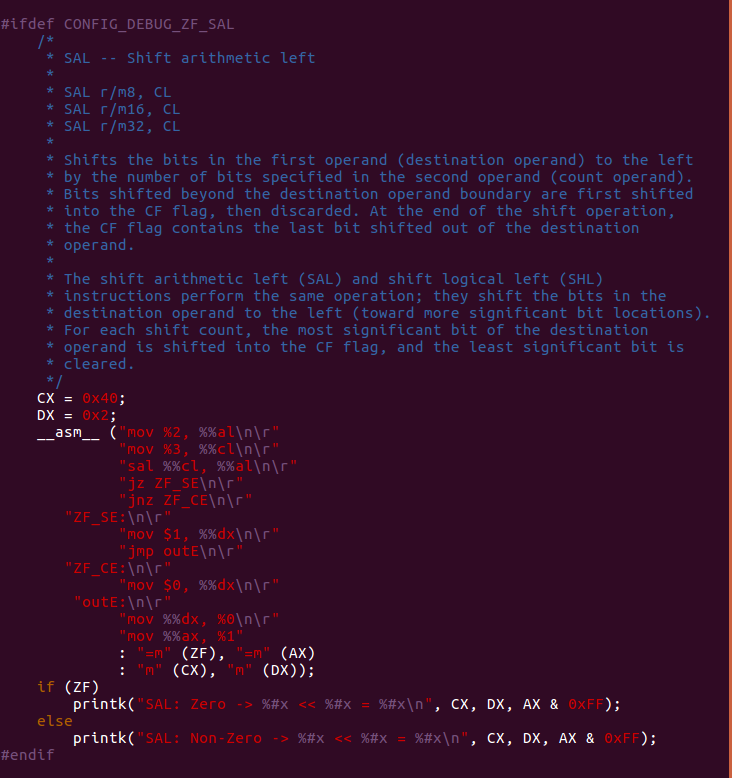 #ifdef CONFIG_DEBUG_ZF_SAL
    /*
     * SAL -- Shift arithmetic left
     *
     * SAL r/m8, CL
     * SAL r/m16, CL
     * SAL r/m32, CL
     *
     * Shifts the bits in the first operand (destination operand) to the left
     * by the number of bits specified in the second operand (count operand).
     * Bits shifted beyond the destination operand boundary are first shifted
     * into the CF flag, then discarded. At the end of the shift operation,
     * the CF flag contains the last bit shifted out of the destination
     * operand.
     *
     * The shift arithmetic left (SAL) and shift logical left (SHL)
     * instructions perform the same operation; they shift the bits in the
     * destination operand to the left (toward more significant bit locations).
     * For each shift count, the most significant bit of the destination
     * operand is shifted into the CF flag, and the least significant bit is
     * cleared.
     */
    CX = 0x40;
    DX = 0x2;
    __asm__ ("mov %2, %%al\n\r"
             "mov %3, %%cl\n\r"
             "sal %%cl, %%al\n\r"
             "jz ZF_SE\n\r"
             "jnz ZF_CE\n\r"
       "ZF_SE:\n\r"
             "mov $1, %%dx\n\r"
             "jmp outE\n\r"
       "ZF_CE:\n\r"
             "mov $0, %%dx\n\r"
        "outE:\n\r"
             "mov %%dx, %0\n\r"
             "mov %%ax, %1"
             : "=m" (ZF), "=m" (AX)
             : "m" (CX), "m" (DX));
    if (ZF)
        printk("SAL: Zero -> %#x << %#x = %#x\n", CX, DX, AX & 0xFF);
    else
        printk("SAL: Non-Zero -> %#x << %#x = %#x\n", CX, DX, AX & 0xFF);
#endif